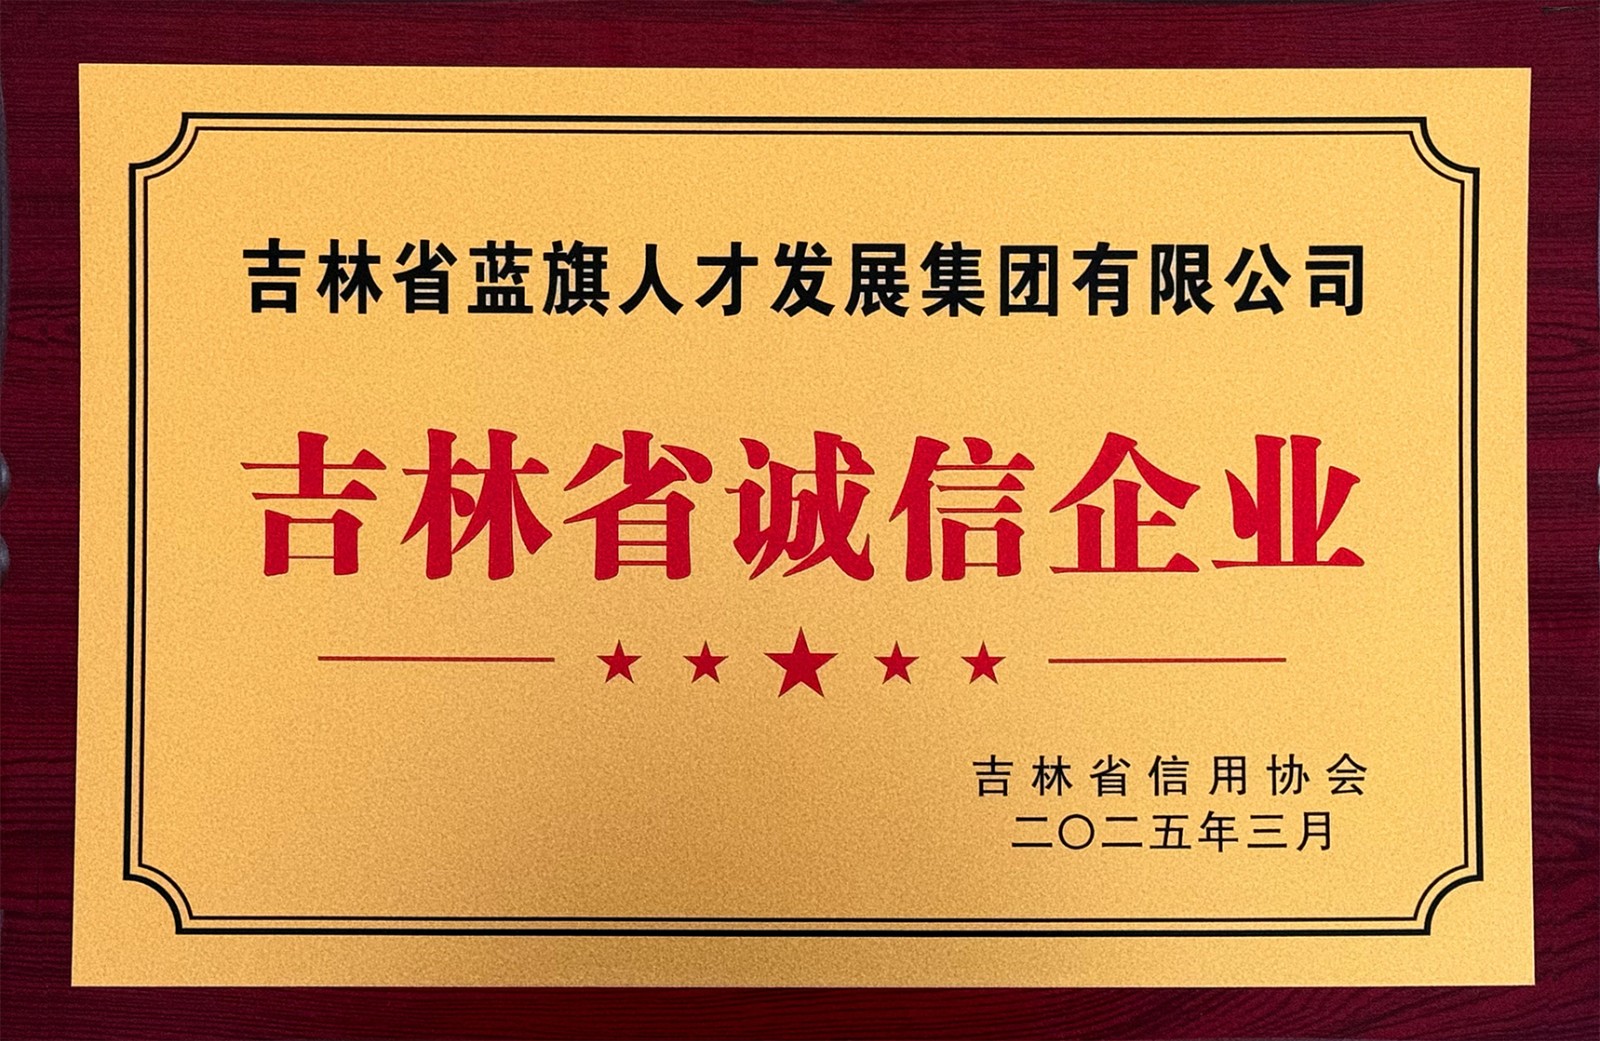 吉林省蓝旗人才发展集团有限公司
吉林省诚信企业
吉林省信用协会
二〇二五年三月